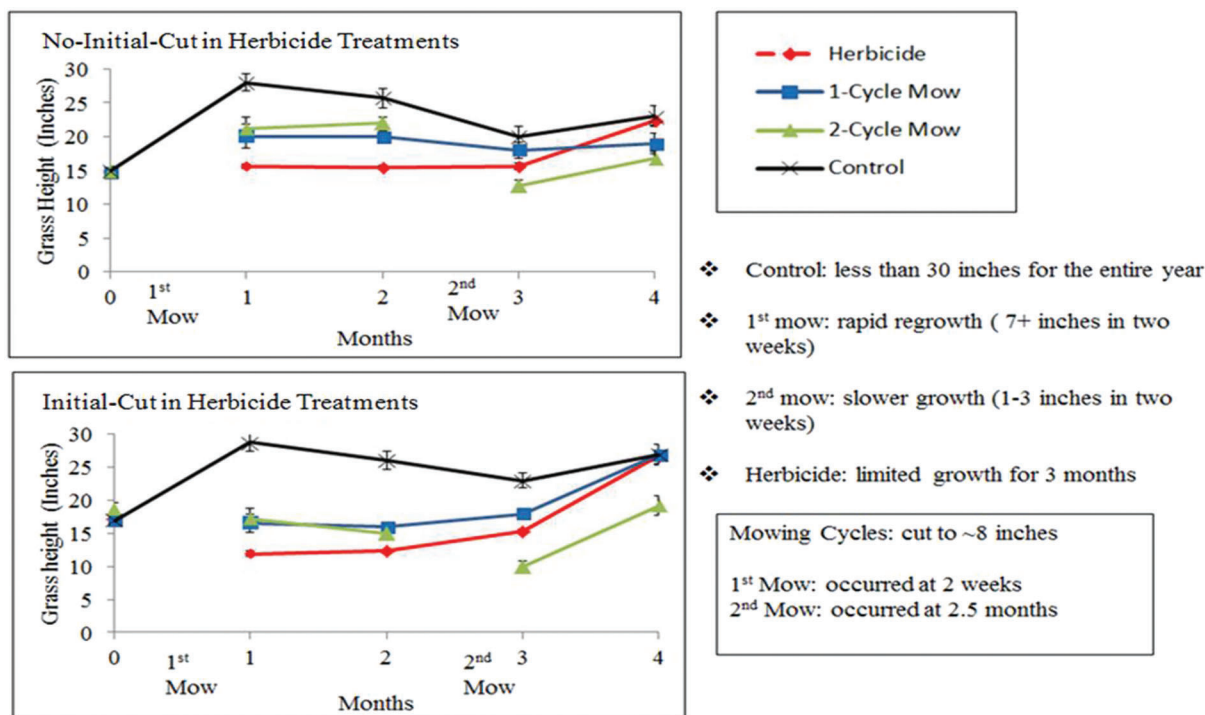 No-Initial-Cut in Herbicide Treatments
Grass Height (Inches)
30
25
20
15
10
5
0
0
1st
Mow
1
2
2nd
Mow
3
4
Months
Herbicide
1-Cycle Mow
2-Cycle Mow
Control
❖ Control: less than 30 inches for the entire year
❖ 1st mow: rapid regrowth ( 7+ inches in two
weeks)
❖ 2nd mow: slower growth (1-3 inches in two
weeks)
❖ Herbicide: limited growth for 3 months
Initial-Cut in Herbicide Treatments
Grass height (Inches)
30
25
20
15
10
5
0
0
1st
Mow
1
2
2nd
Mow
3
4
Months
Mowing Cycles: cut to ~8 inches
1st Mow: occurred at 2 weeks
2nd Mow: occurred at 2.5 months